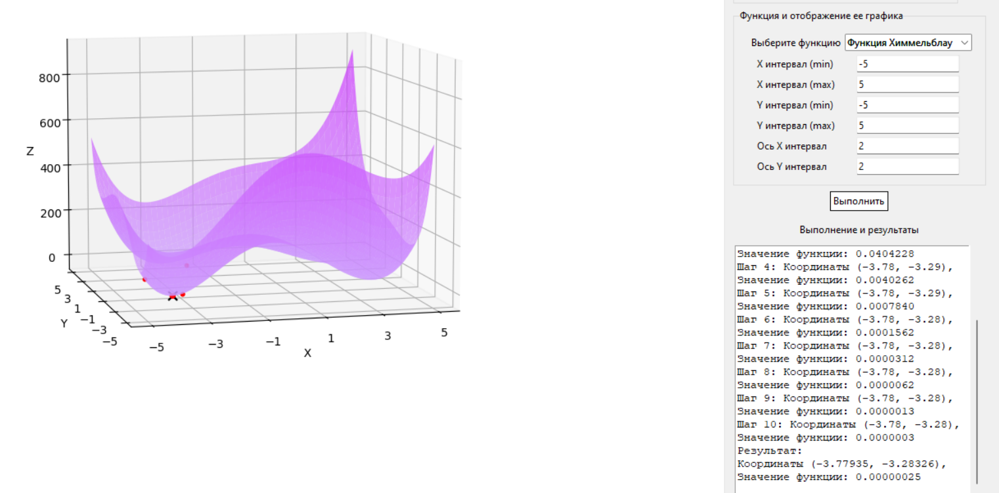 800
600
400
200
0
Z
5
3
1
−1
−3
−5
Y
−5
−3
−1
1
3
5
X
Функция и отображение ее графика
Выберите функцию Функция Химмельблау
X интервал (min) -5
X интервал (max) 5
Y интервал (min) -5
Y интервал (max) 5
Ось X интервал 2
Ось Y интервал 2
Выполнить
Выполнение и результаты
Значение функции: 0.0404228
Шаг 4: Координаты (-3.78, -3.29),
Значение функции: 0.0040262
Шаг 5: Координаты (-3.78, -3.29),
Значение функции: 0.0007840
Шаг 6: Координаты (-3.78, -3.28),
Значение функции: 0.0001562
Шаг 7: Координаты (-3.78, -3.28),
Значение функции: 0.0000312
Шаг 8: Координаты (-3.78, -3.28),
Значение функции: 0.0000062
Шаг 9: Координаты (-3.78, -3.28),
Значение функции: 0.0000013
Шаг 10: Координаты (-3.78, -3.28),
Значение функции: 0.0000003
Результат:
Координаты (-3.77935, -3.28326),
Значение функции: 0.00000025